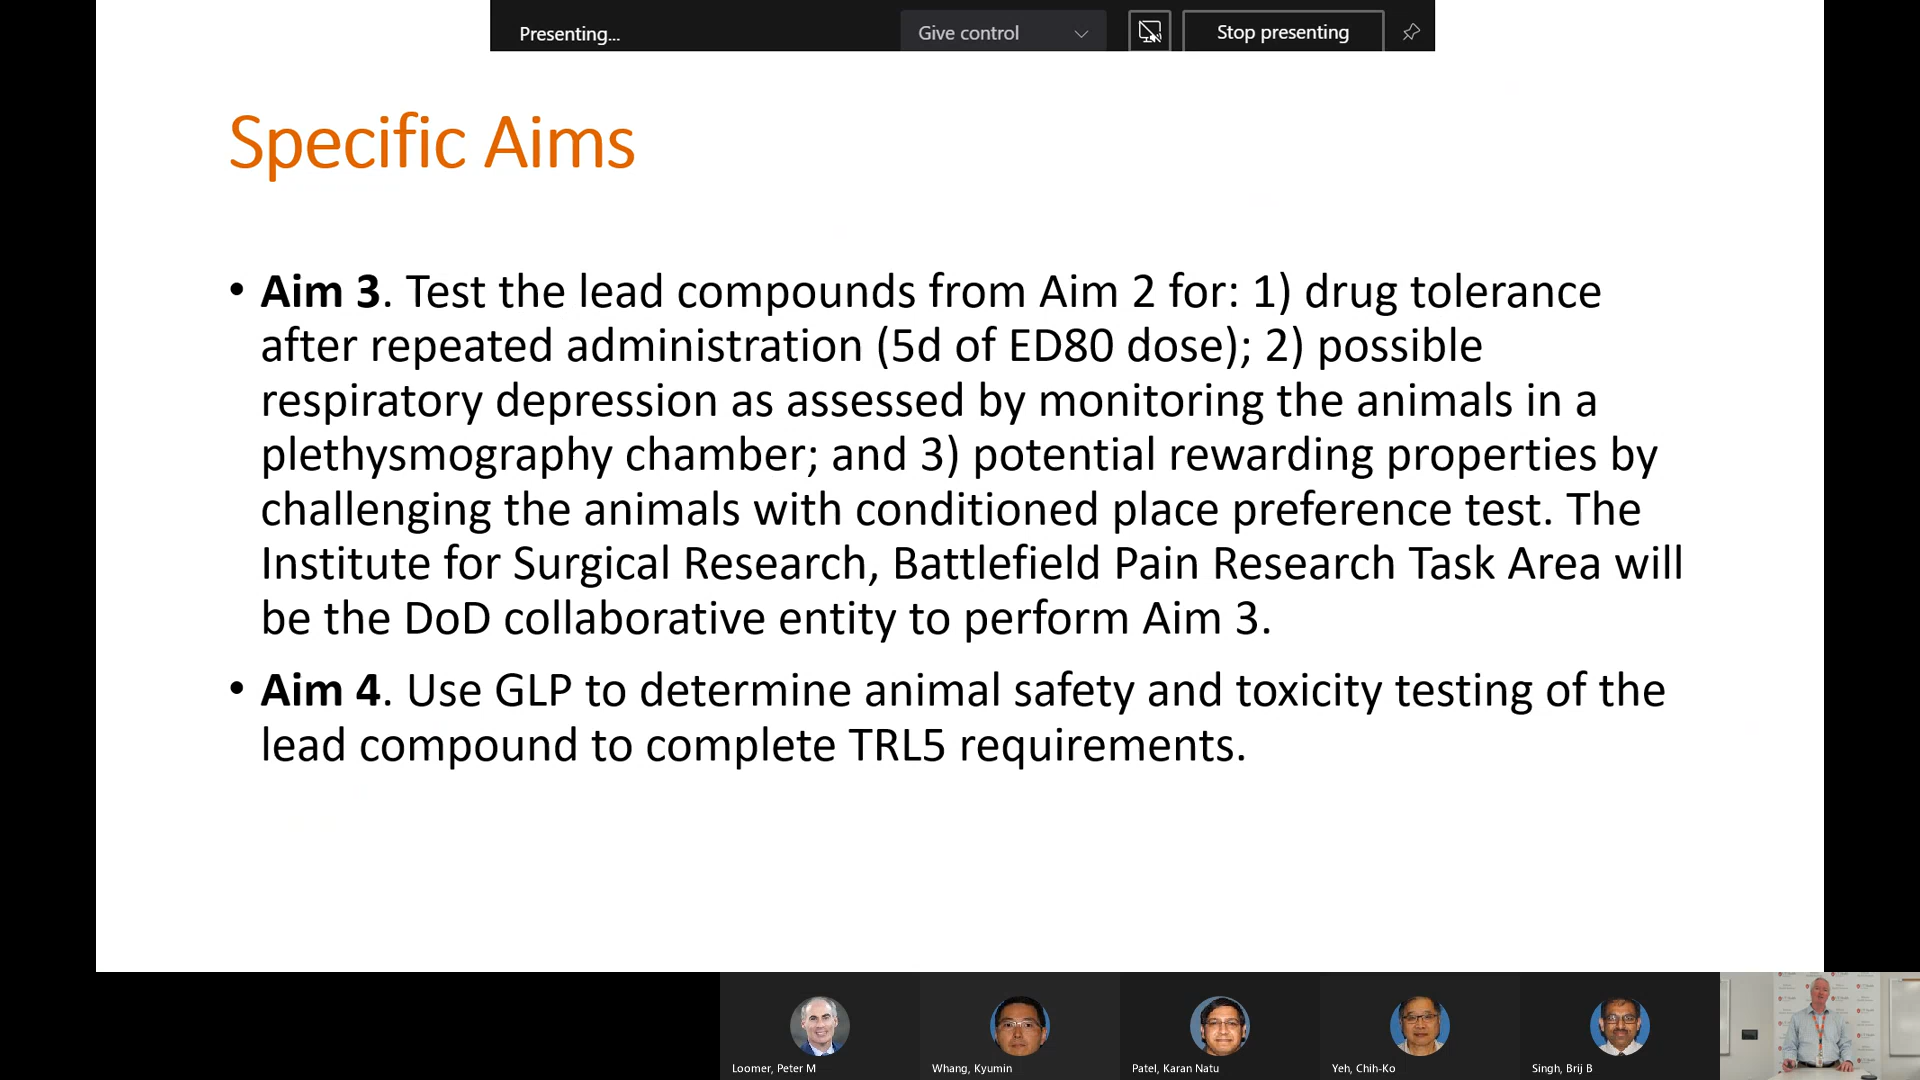 Presenting...
Give control
Stop presenting
Specific Aims
• Aim 3. Test the lead compounds from Aim 2 for: 1) drug tolerance
after repeated administration (5d of ED80 dose); 2) possible
respiratory depression as assessed by monitoring the animals in a
plethysmography chamber; and 3) potential rewarding properties by
challenging the animals with conditioned place preference test. The
Institute for Surgical Research, Battlefield Pain Research Task Area will
be the DoD collaborative entity to perform Aim 3.
• Aim 4. Use GLP to determine animal safety and toxicity testing of the
lead compound to complete TRL5 requirements.
Loomer, Peter M
Whang, Kyumin
Patel, Karan Natu
Yeh, Chih-Ko
Singh, Brij B